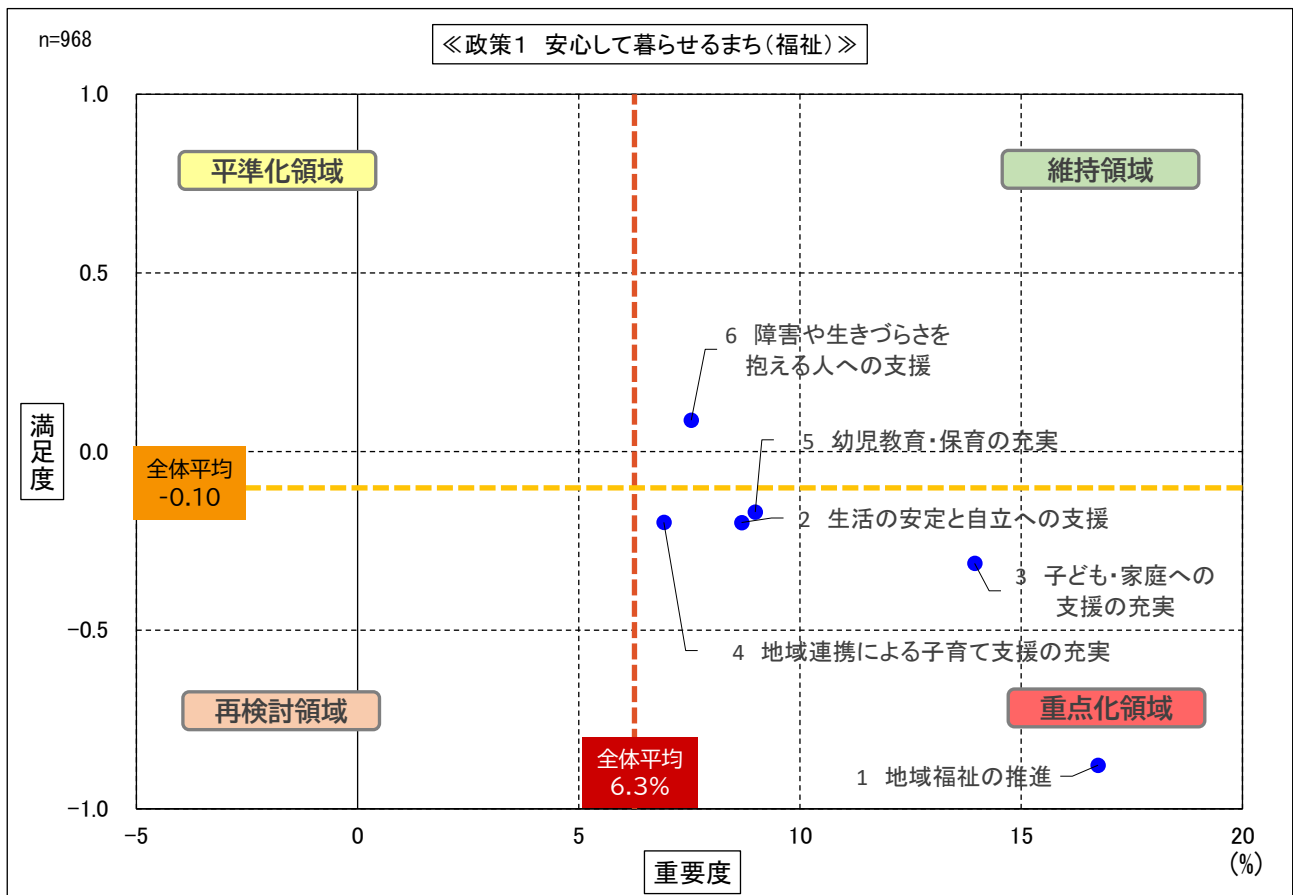 n=968
≪政策1 安心して暮らせるまち(福祉)≫
1.0
0.5
0.0
−0.5
−1.0
平準化領域
維持領域
6 障害や生きづらさを
抱える人への支援
満足度
5 幼児教育・保育の充実
全体平均
-0.10
2 生活の安定と自立への支援
3 子ども・家庭への
支援の充実
4 地域連携による子育て支援の充実
再検討領域
重点化領域
全体平均
6.3%
1 地域福祉の推進
−5
0
5
10
15
20
(%)
重要度